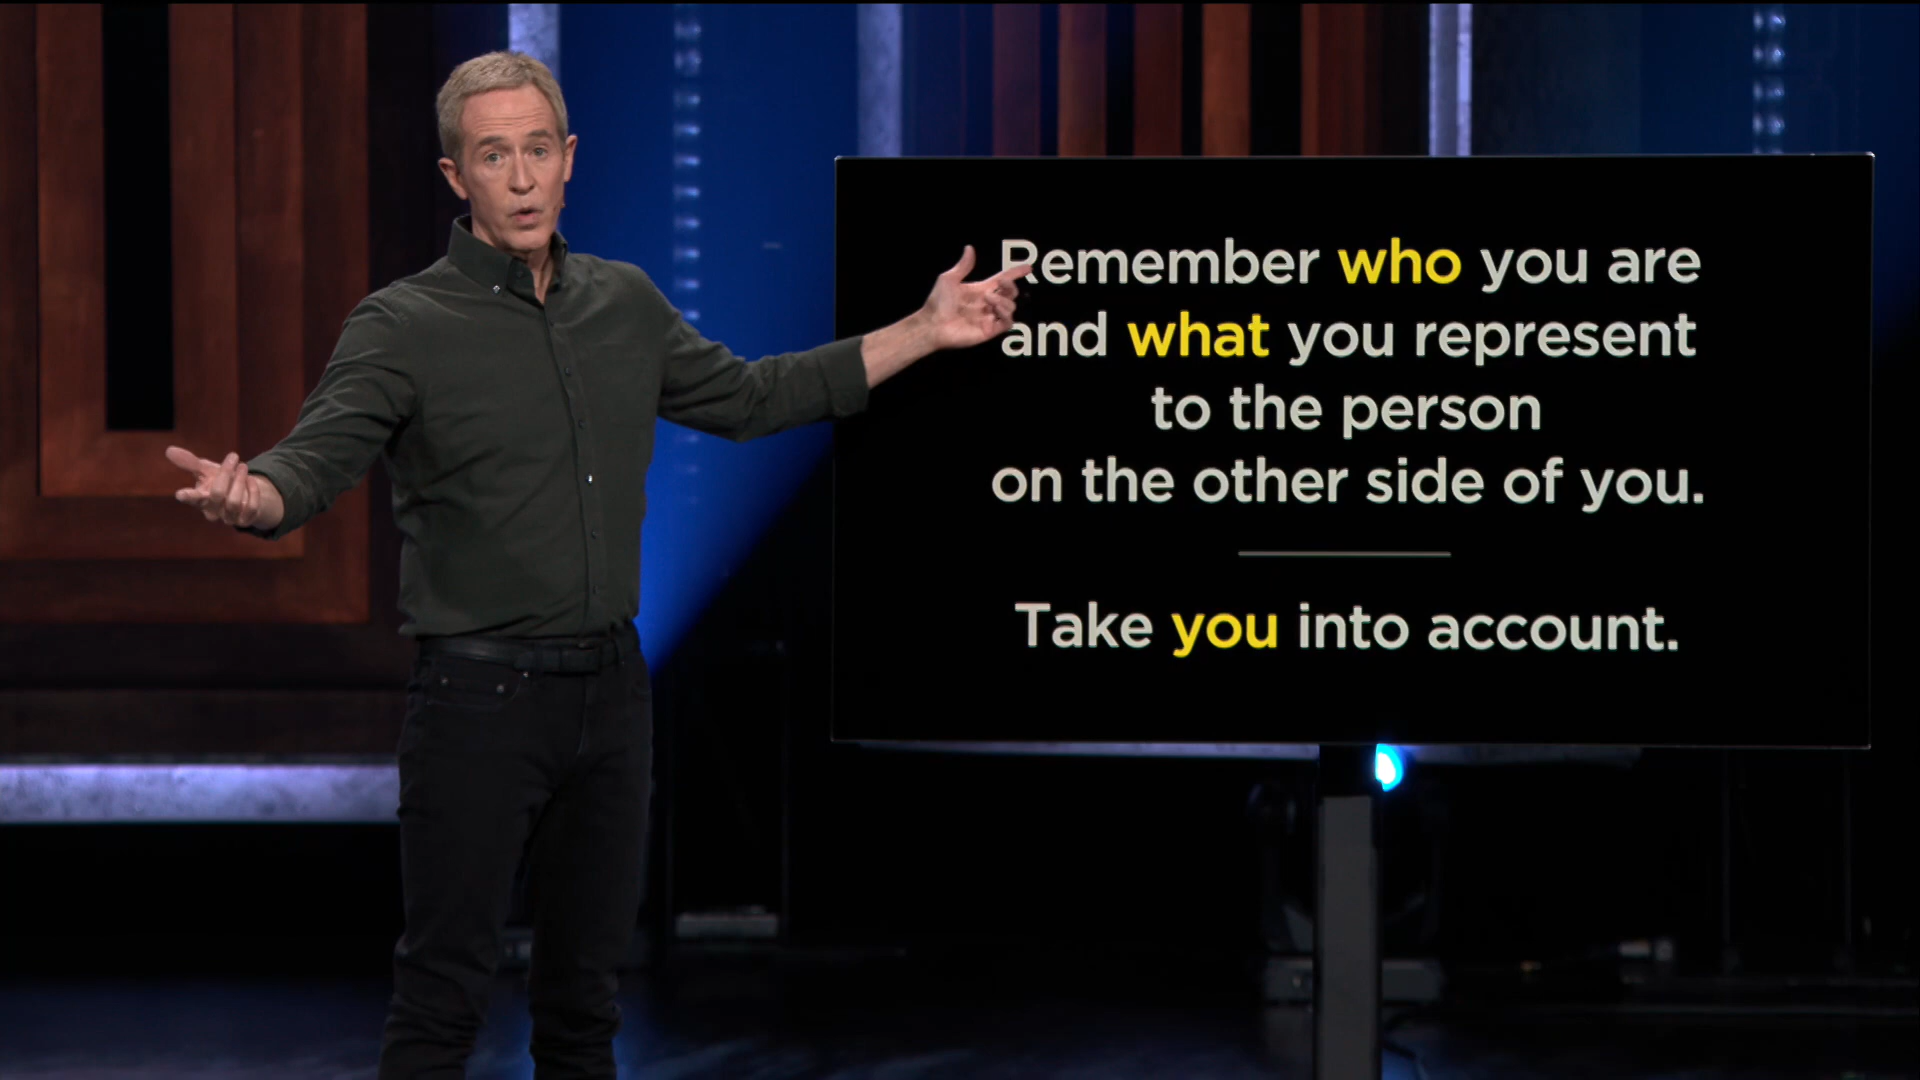 Remember who you are
and what you represent
to the person
on the other side of you.
Take you into account.